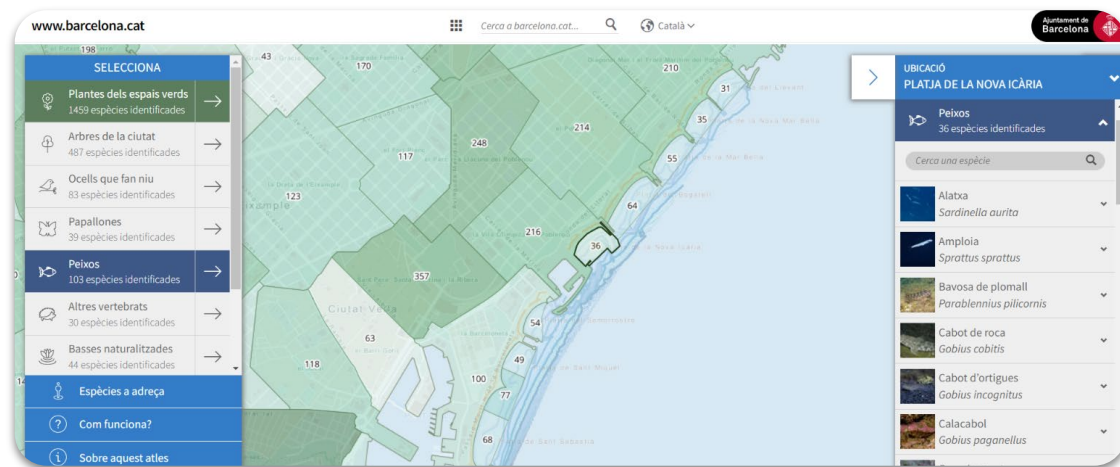 www.barcelona.cat
Cerca a barcelona.cat...
Català
Ajuntament de
Barcelona
SELECCIONA
Plantes dels espais verds
1459 espècies identificades
Arbres de la ciutat
487 espècies identificades
Ocells que fan niu
83 espècies identificades
Papallones
39 espècies identificades
Peixos
103 espècies identificades
Altres vertebrats
30 espècies identificades
Basses naturalitzades
44 espècies identificades
Espècies a adreça
Com funciona?
Sobre aquest atles
198
43
170
210
31
214
35
248
117
55
123
64
216
36
357
Ciutat Vella
54
63
118
49
100
77
68
UBICACIÓ
PLATJA DE LA NOVA ICÀRIA
Peixos
36 espècies identificades
Cerca una espècie
Alatxa
Sardinella aurita
Amploia
Sprattus sprattus
Bavosa de plomall
Parablennius pilicornis
Cabot de roca
Gobius cobitis
Cabot d'ortigues
Gobius incognitus
Calacabol
Gobius paganellus